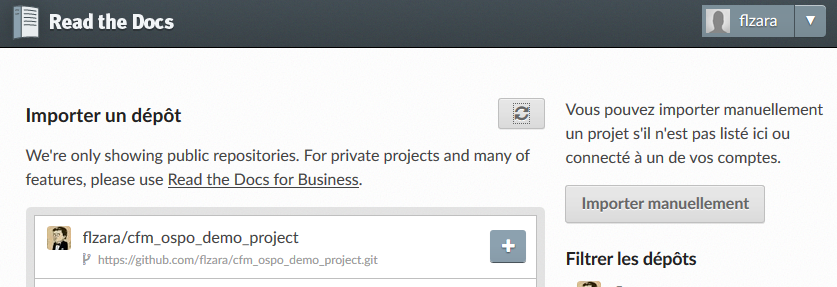 Read the Docs
flzara
Importer un dépôt
We're only showing public repositories. For private projects and many of
features, please use Read the Docs for Business.
flzara/cfm_ospo_demo_project
https://github.com/flzara/cfm_ospo_demo_project.git
Vous pouvez importer manuellement
un projet s'il n'est pas listé ici ou
connecté à un de vos comptes.
Importer manuellement
Filtrer les dépôts